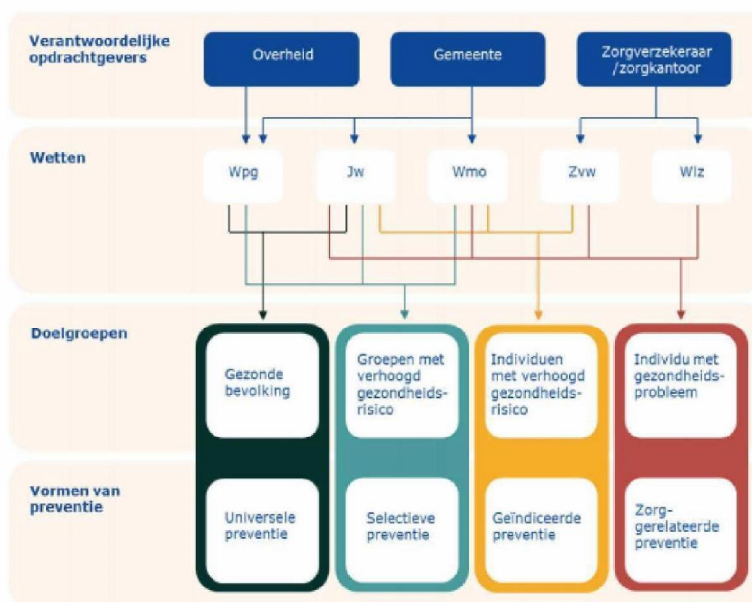 Verantwoordelijke
opdrachtgevers
Overheid
Gemeente
Zorgverzekeraar
/zorgkantoor
Wetten
Wpg
Jw
Wmo
Zvw
Wlz
Doelgroepen
Gezonde
bevolking
Groepen met
verhoogd
gezondheids-
risico
Individuen
met verhoogd
gezondheids-
risico
Individu met
gezondheids-
probleem
Vormen van
preventie
Universele
preventie
Selectieve
preventie
Geïndiceerde
preventie
Zorg-
gerelateerde
preventie